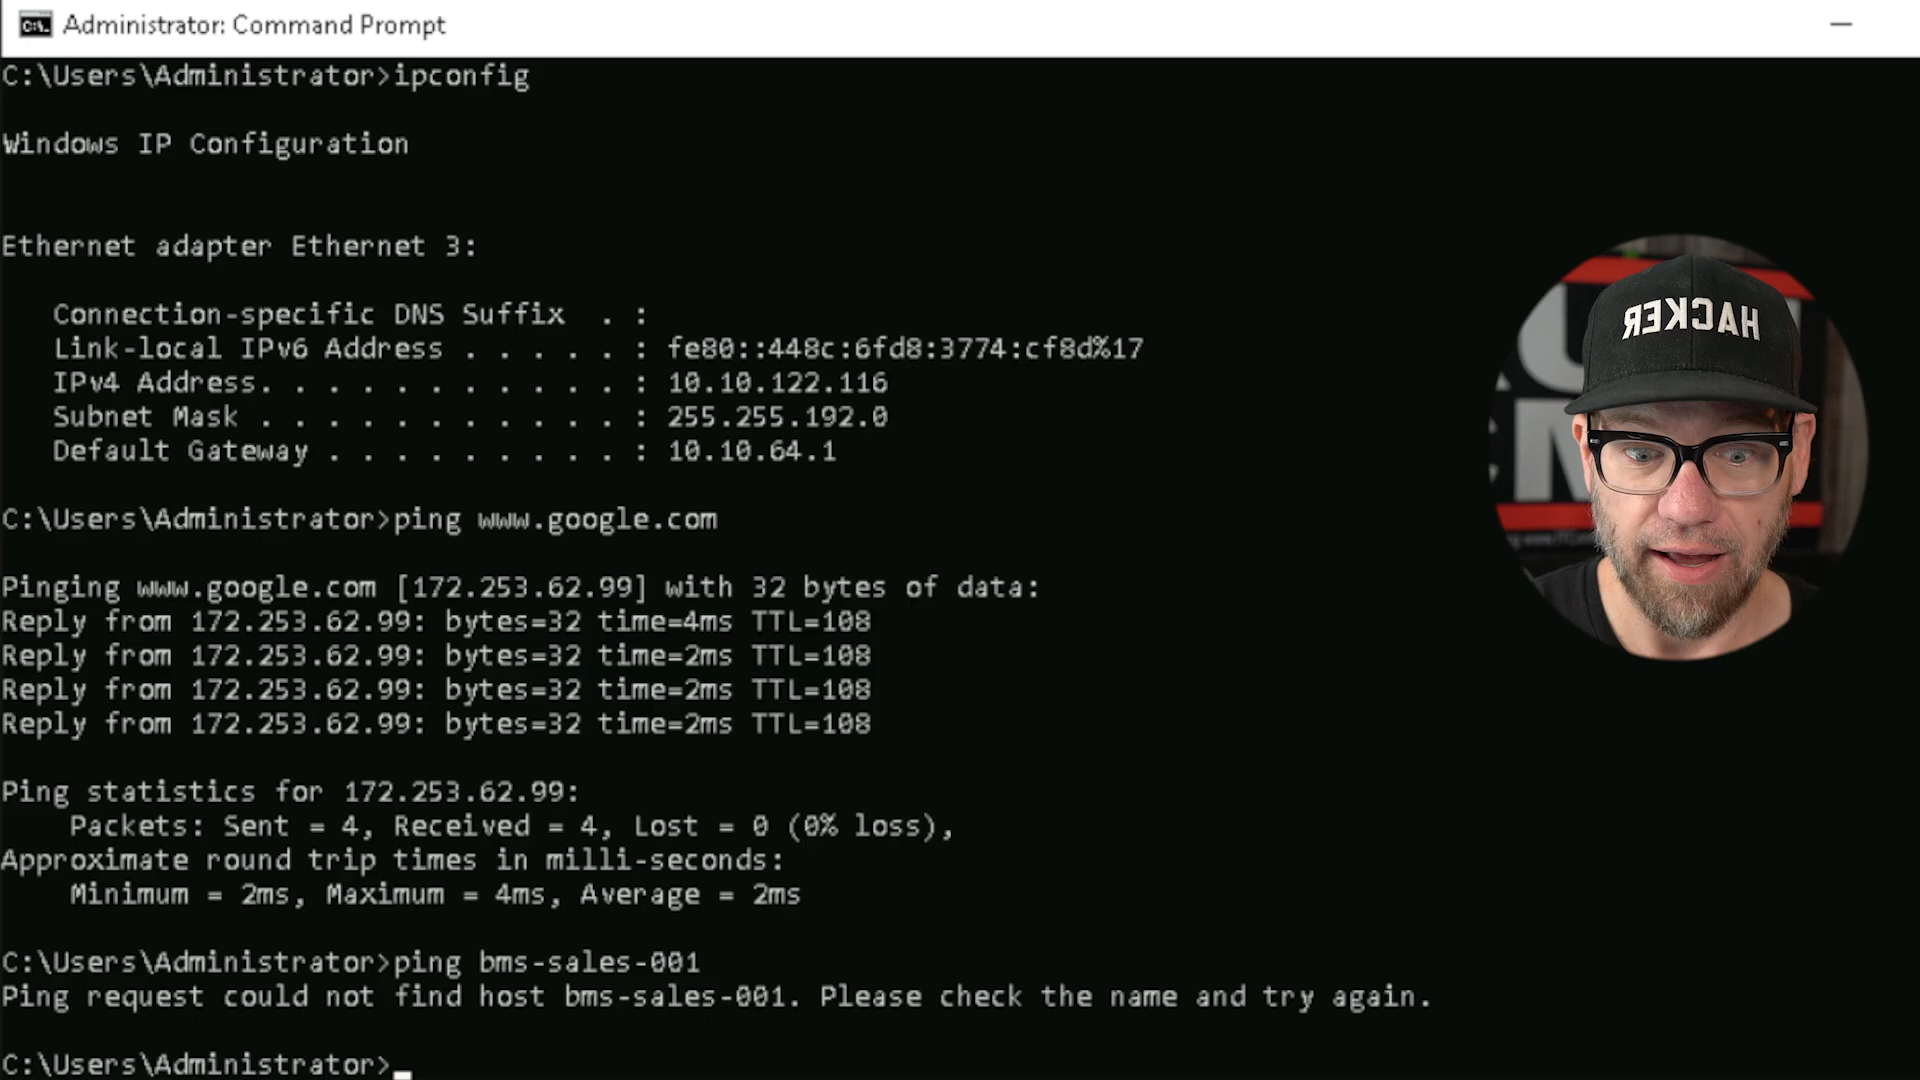 Administrator: Command Prompt
C:\Users\Administrator>ipconfig
Windows IP Configuration
Ethernet adapter Ethernet 3:
Connection-specific DNS Suffix . :
Link-local IPv6 Address . . . . . : fe80::448c:6fd8:3774:cf8d%17
IPv4 Address. . . . . . . . . . . : 10.10.122.116
Subnet Mask . . . . . . . . . . . : 255.255.192.0
Default Gateway . . . . . . . . . : 10.10.64.1
C:\Users\Administrator>ping www.google.com
Pinging www.google.com [172.253.62.99] with 32 bytes of data:
Reply from 172.253.62.99: bytes=32 time=4ms TTL=108
Reply from 172.253.62.99: bytes=32 time=2ms TTL=108
Reply from 172.253.62.99: bytes=32 time=2ms TTL=108
Reply from 172.253.62.99: bytes=32 time=2ms TTL=108
Ping statistics for 172.253.62.99:
Packets: Sent = 4, Received = 4, Lost = 0 (0% loss),
Approximate round trip times in milli-seconds:
Minimum = 2ms, Maximum = 4ms, Average = 2ms
C:\Users\Administrator>ping bms-sales-001
Ping request could not find host bms-sales-001. Please check the name and try again.
C:\Users\Administrator>
HACKER